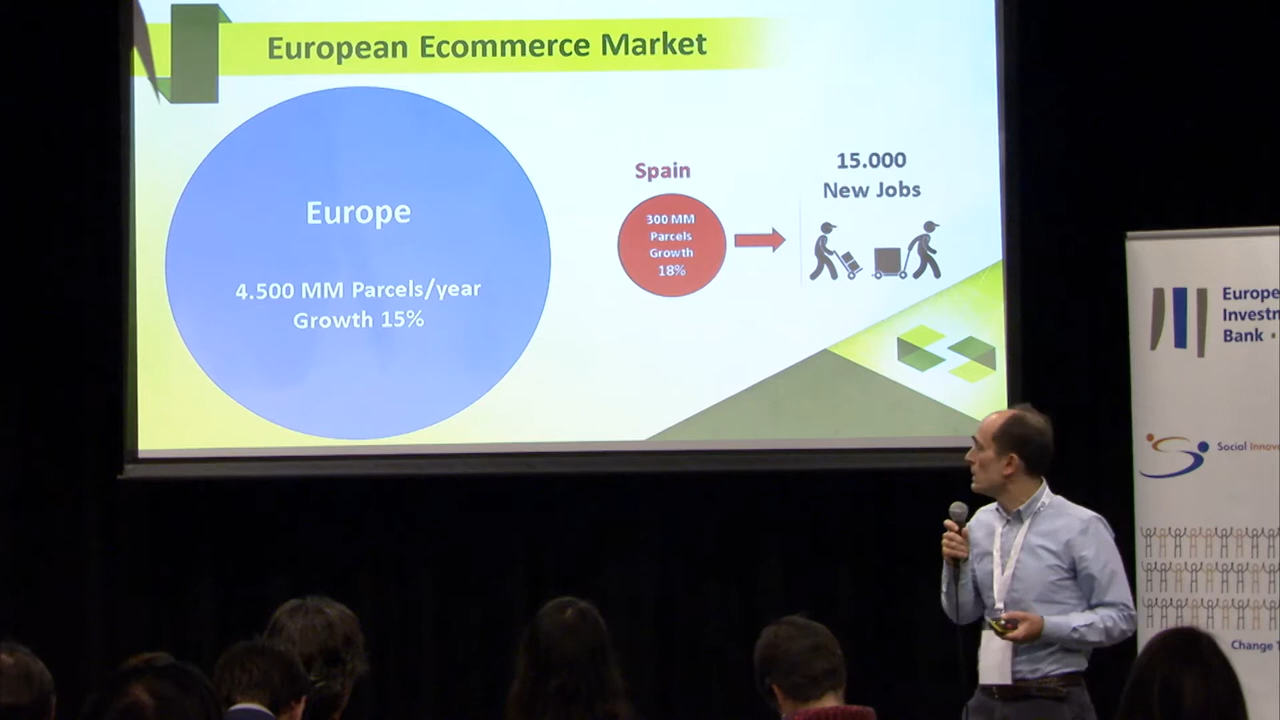 European Ecommerce Market
Europe
4.500 MM Parcels/year
Growth 15%
Spain
300 MM
Parcels
Growth
18%
15.000
New Jobs
Europe
Investm
Bank
Social Innov
Change